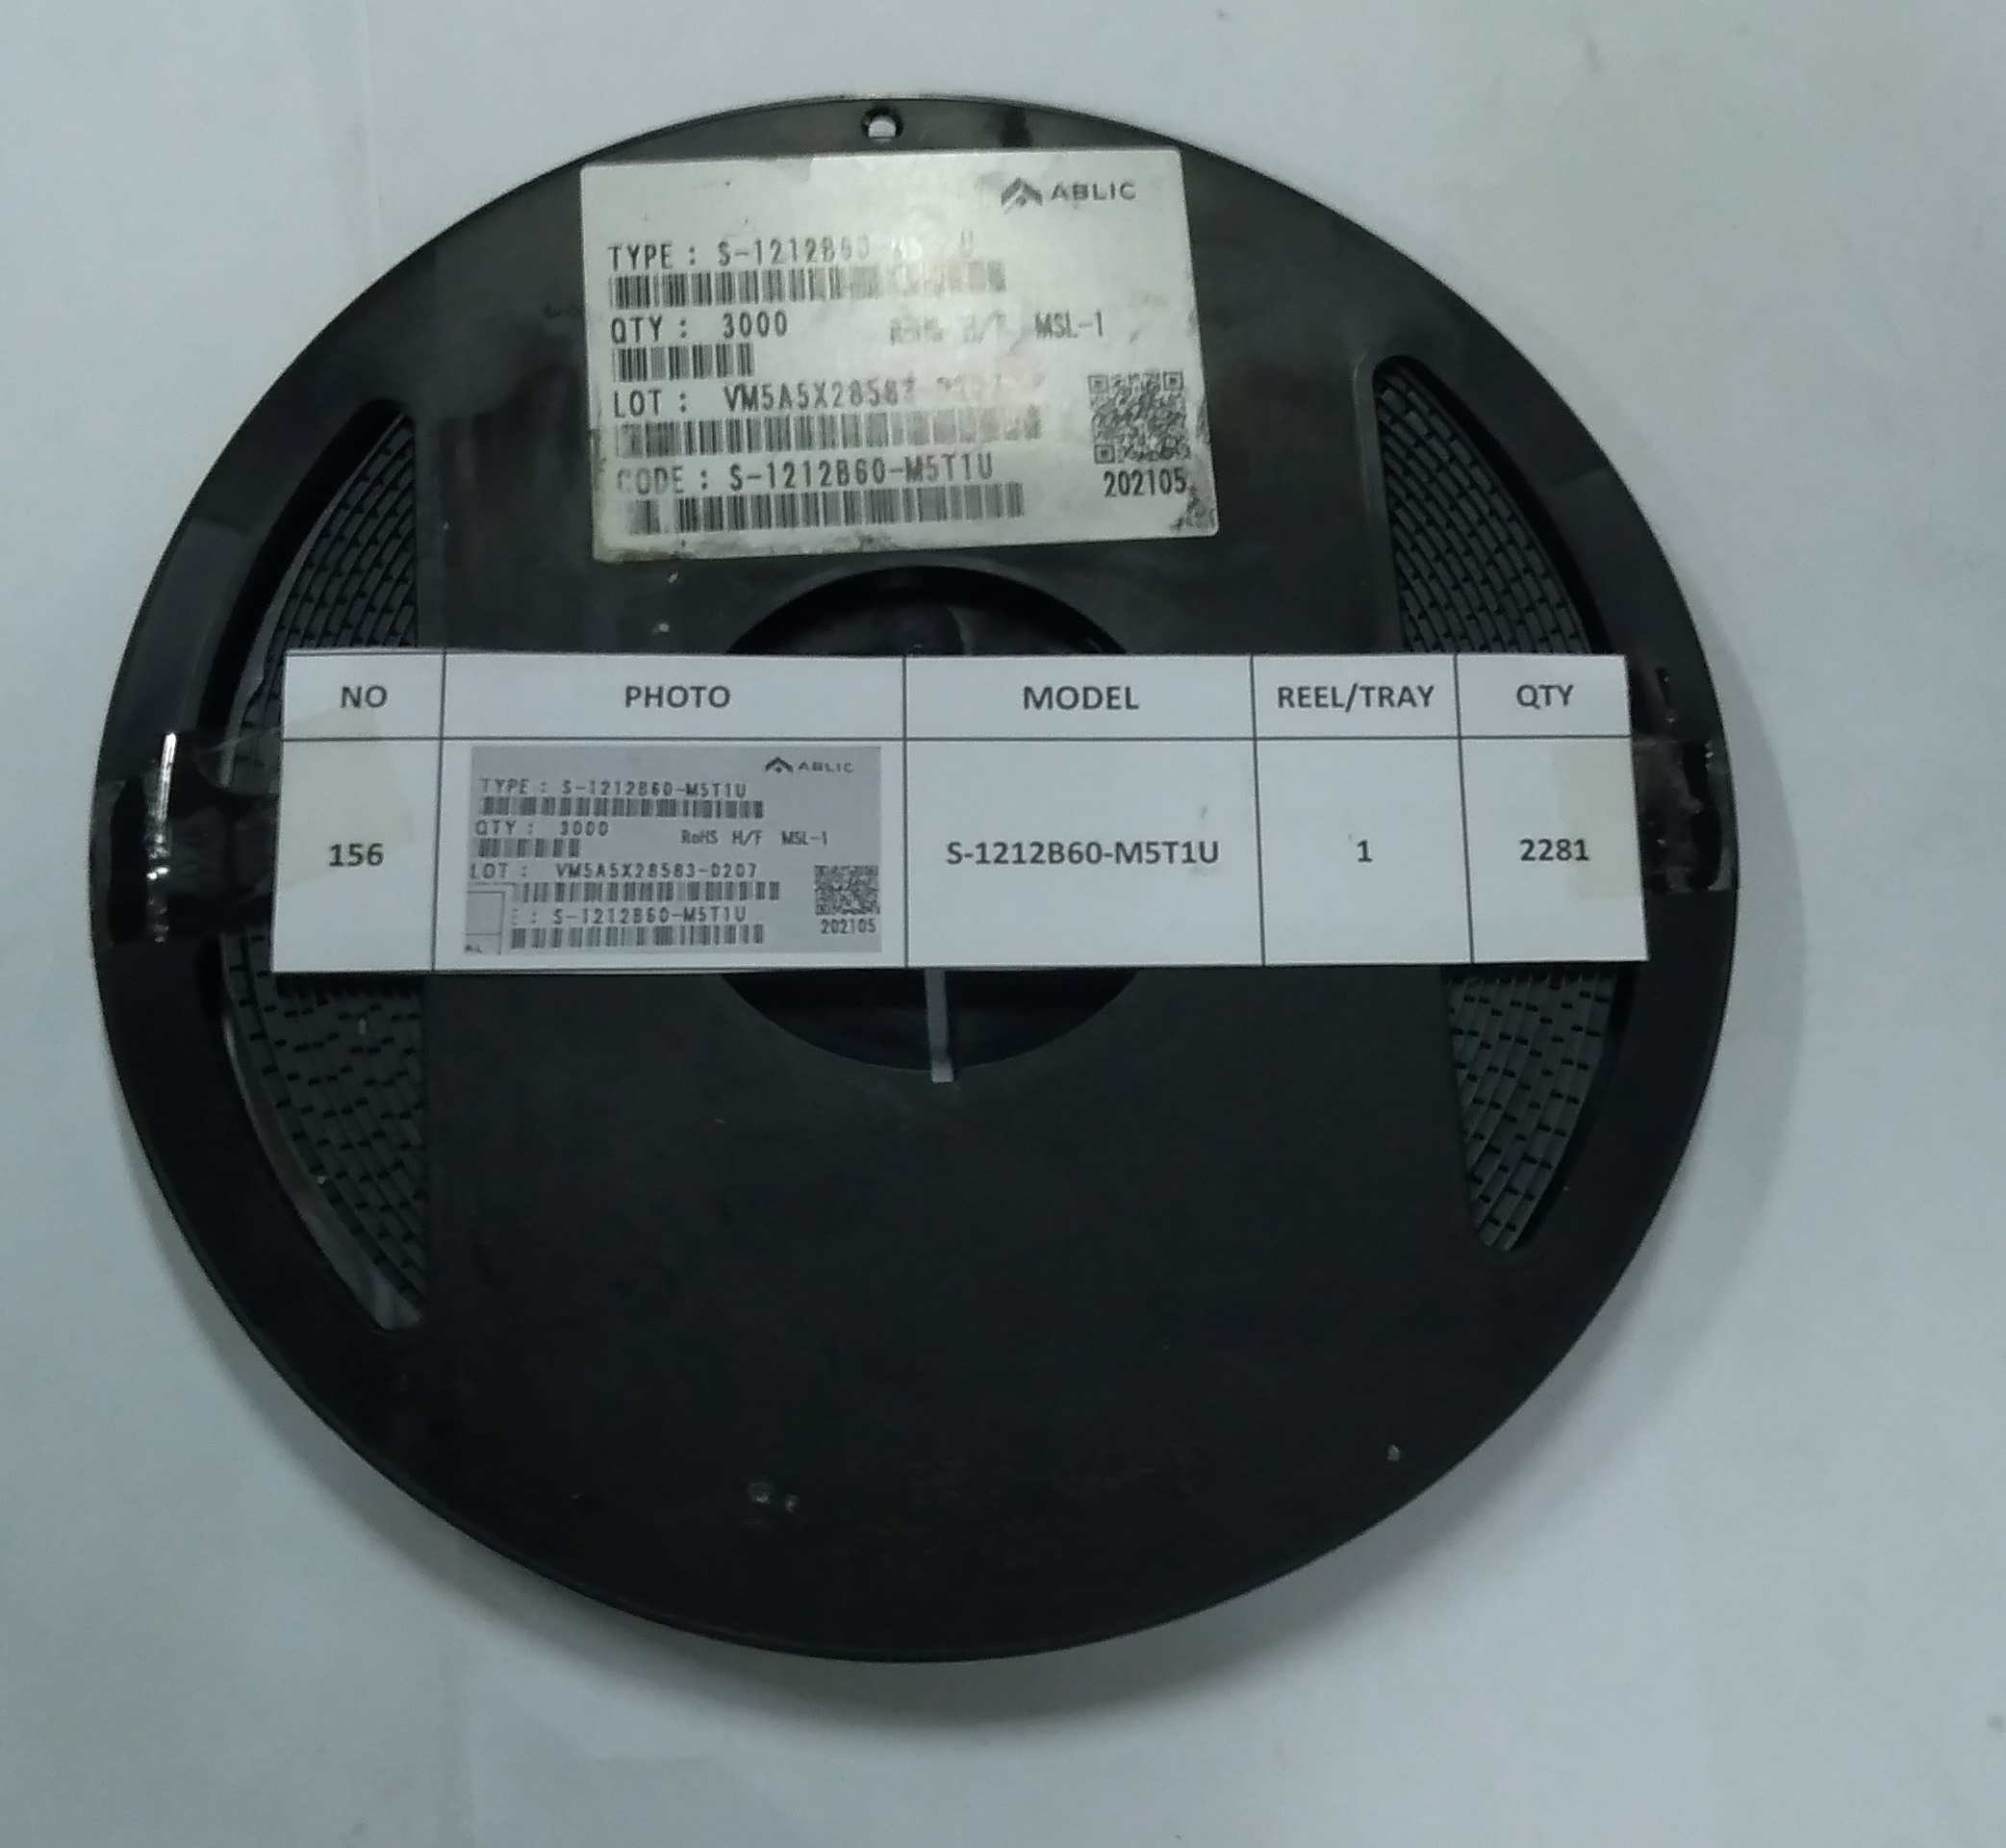 ABLIC
TYPE : S-1212B60- U
QTY : 3000 RoHS H/F MSL-1
LOT : VM5A5X28583-D207
CODE : S-1212B60-M5T1U
202105
NO PHOTO MODEL REEL/TRAY QTY
156 S-1212B60-M5T1U 1 2281
ABLIC
TYPE : S-1212B60-M5T1U
QTY : 3000 RoHS H/F MSL-1
LOT : VM5A5X28583-D207
E : S-1212B60-M5T1U
202105